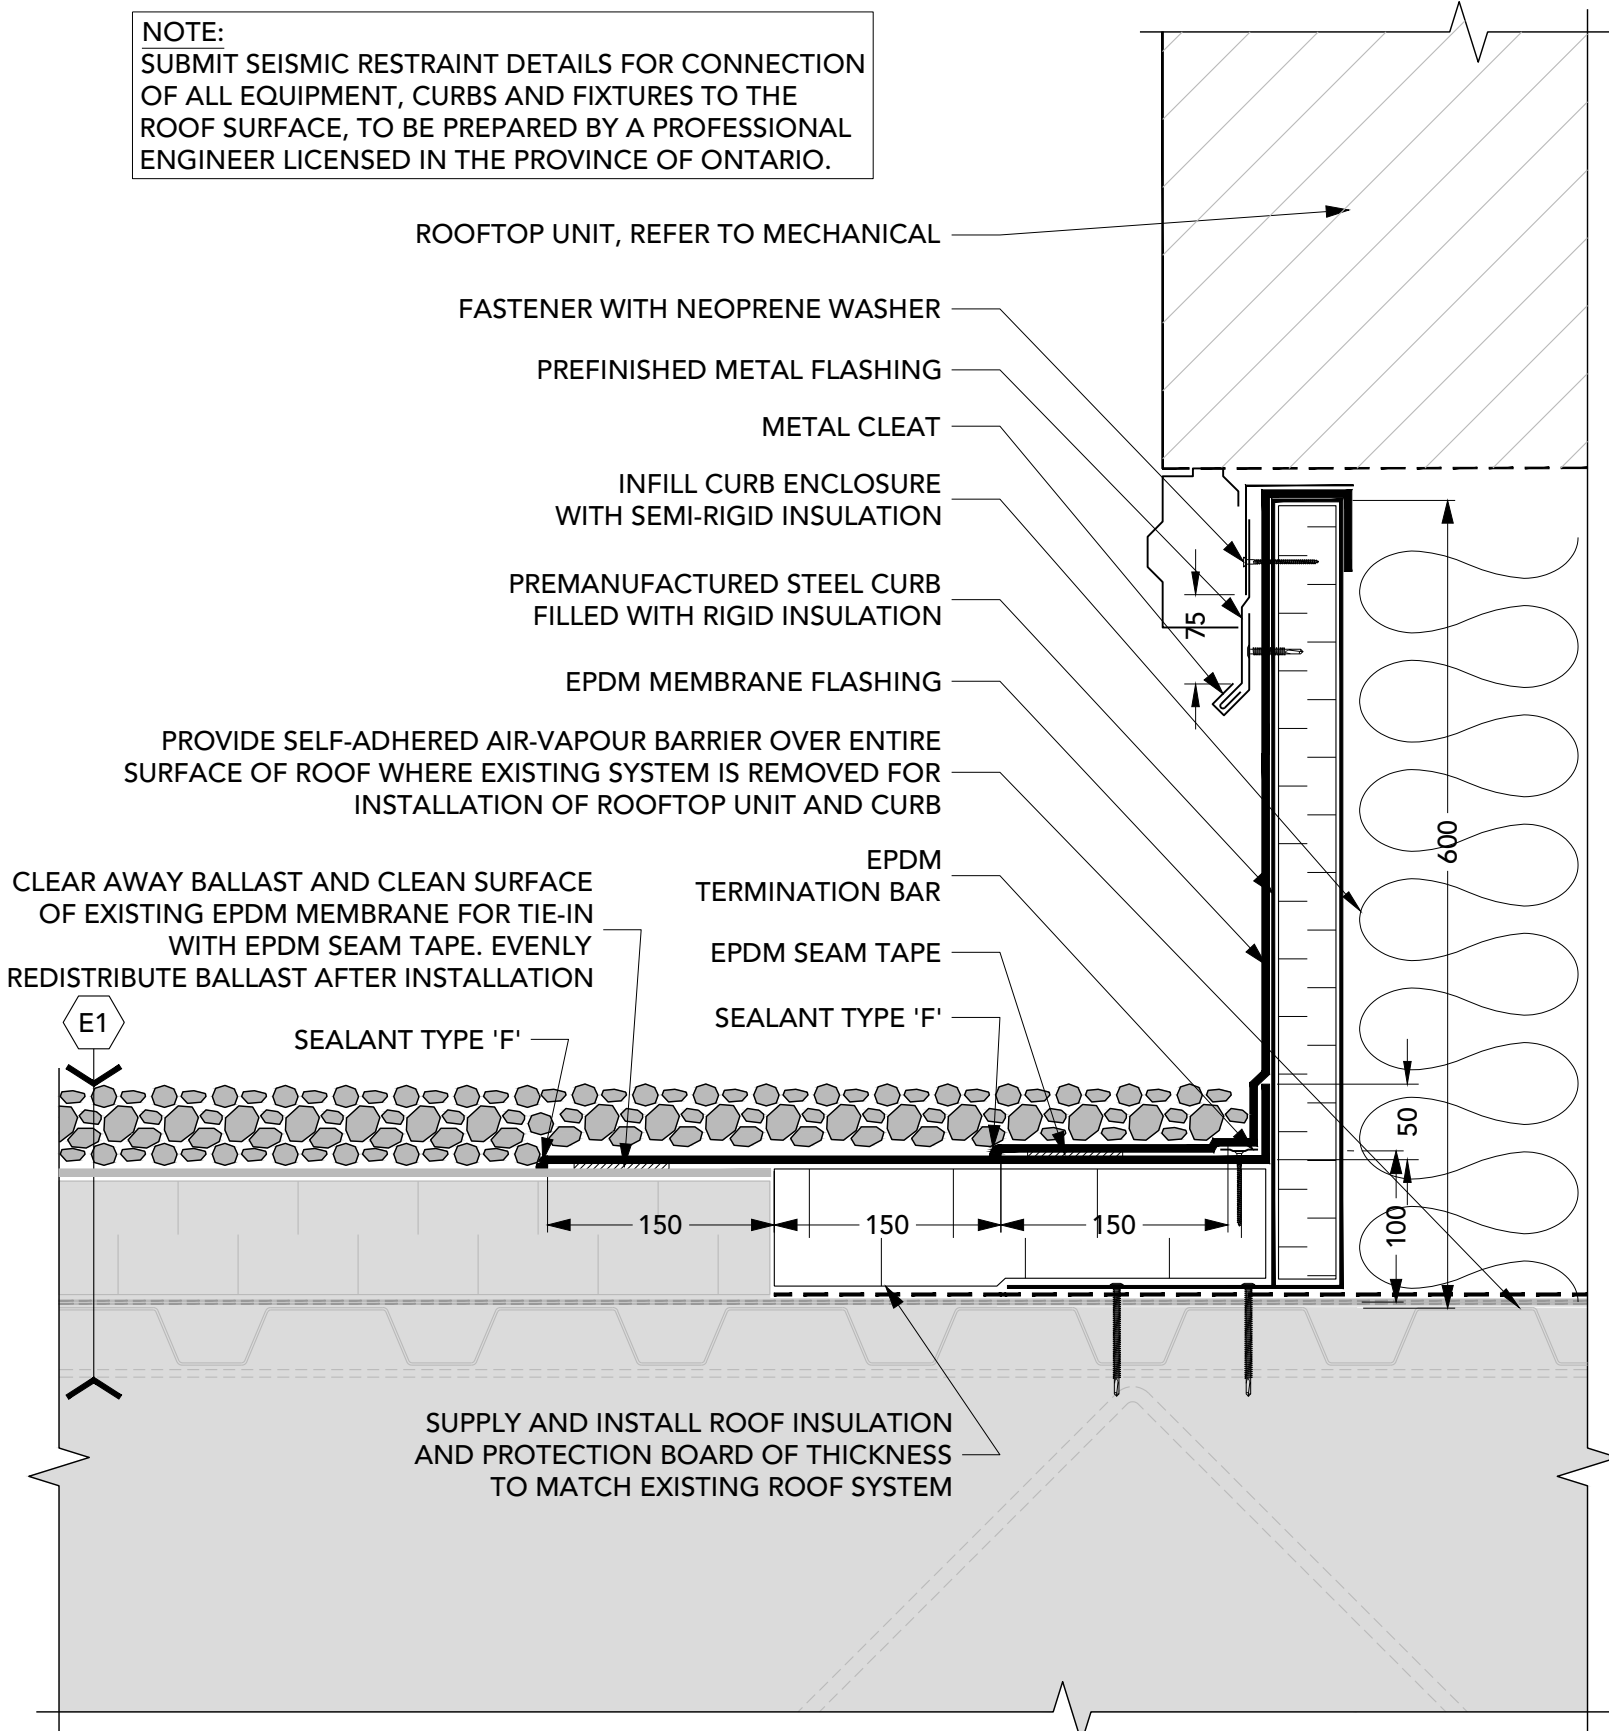 NOTE:
SUBMIT SEISMIC RESTRAINT DETAILS FOR CONNECTION
OF ALL EQUIPMENT, CURBS AND FIXTURES TO THE
ROOF SURFACE, TO BE PREPARED BY A PROFESSIONAL
ENGINEER LICENSED IN THE PROVINCE OF ONTARIO.
ROOFTOP UNIT, REFER TO MECHANICAL
FASTENER WITH NEOPRENE WASHER
PREFINISHED METAL FLASHING
METAL CLEAT
INFILL CURB ENCLOSURE
WITH SEMI-RIGID INSULATION
PREMANUFACTURED STEEL CURB
FILLED WITH RIGID INSULATION
75
EPDM MEMBRANE FLASHING
PROVIDE SELF-ADHERED AIR-VAPOUR BARRIER OVER ENTIRE
SURFACE OF ROOF WHERE EXISTING SYSTEM IS REMOVED FOR
INSTALLATION OF ROOFTOP UNIT AND CURB
600
EPDM
TERMINATION BAR
CLEAR AWAY BALLAST AND CLEAN SURFACE
OF EXISTING EPDM MEMBRANE FOR TIE-IN
WITH EPDM SEAM TAPE. EVENLY
REDISTRIBUTE BALLAST AFTER INSTALLATION
EPDM SEAM TAPE
SEALANT TYPE 'F'
E1
SEALANT TYPE 'F'
50
100
150
150
150
SUPPLY AND INSTALL ROOF INSULATION
AND PROTECTION BOARD OF THICKNESS
TO MATCH EXISTING ROOF SYSTEM